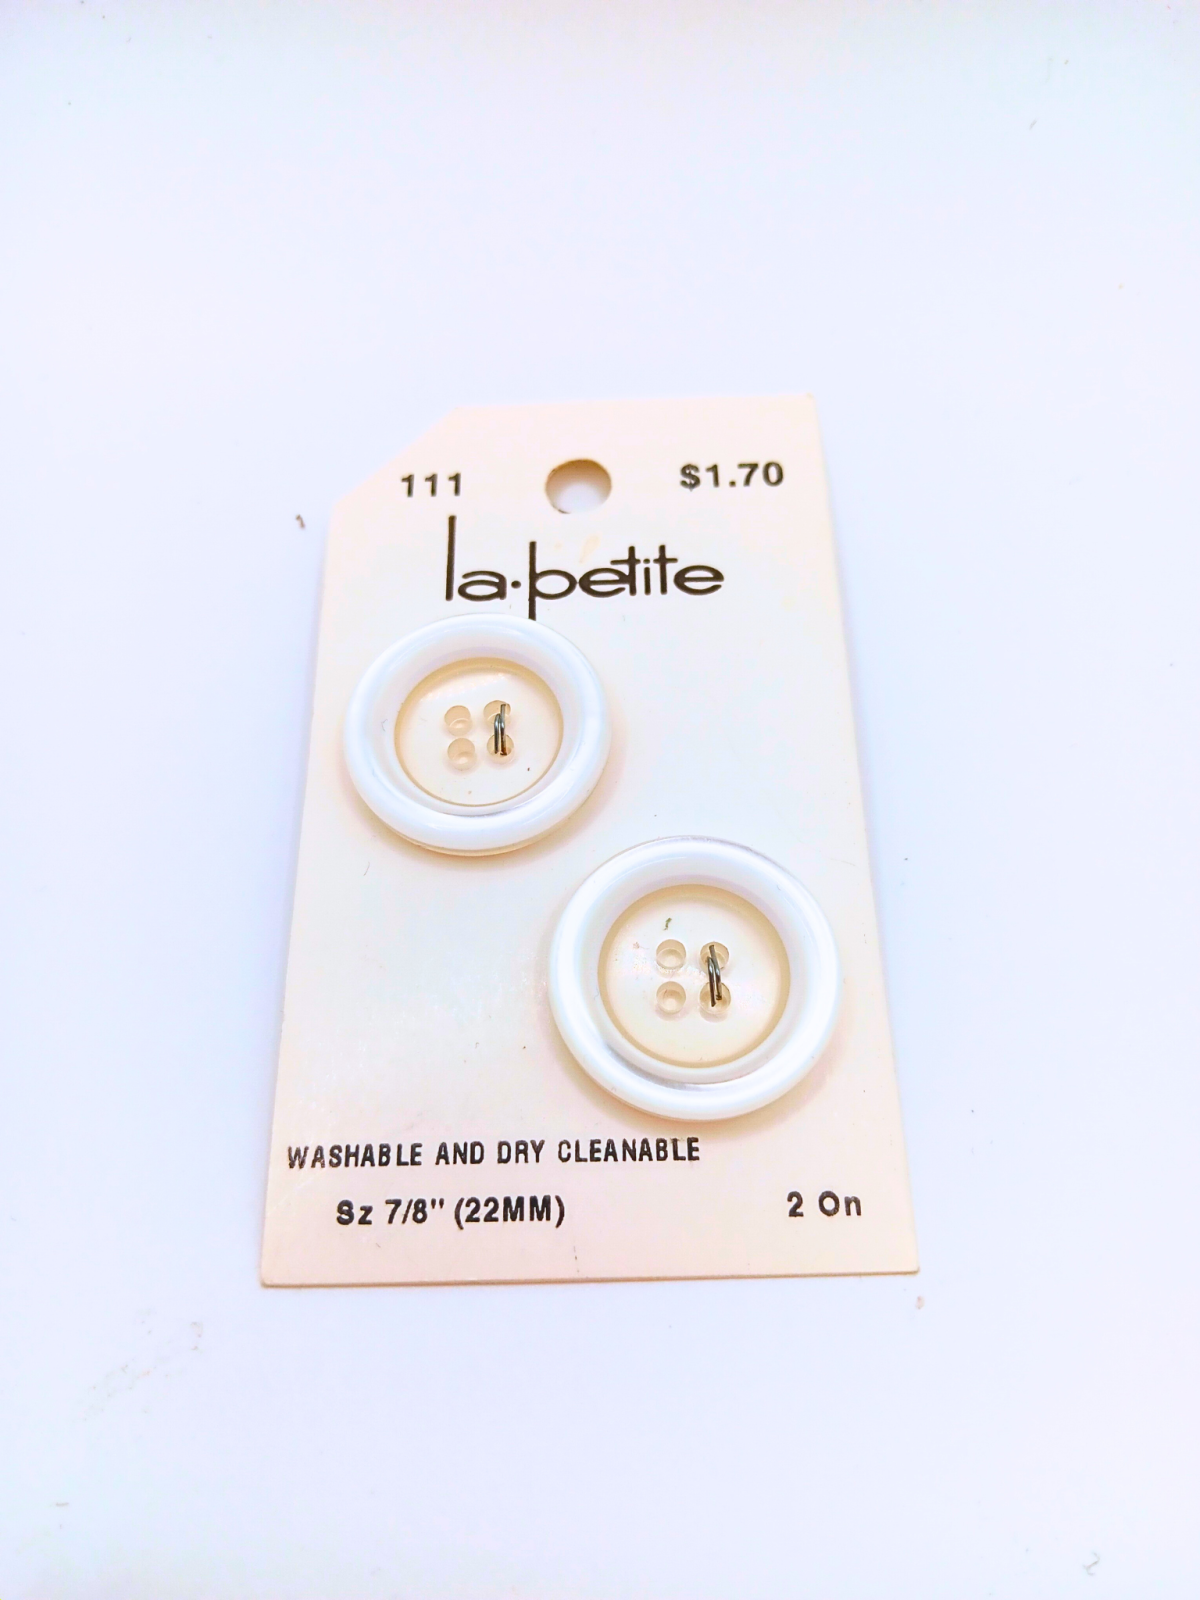 111 $1.70
la·petite
WASHABLE AND DRY CLEANABLE
Sz 7/8" (22MM) 2 On